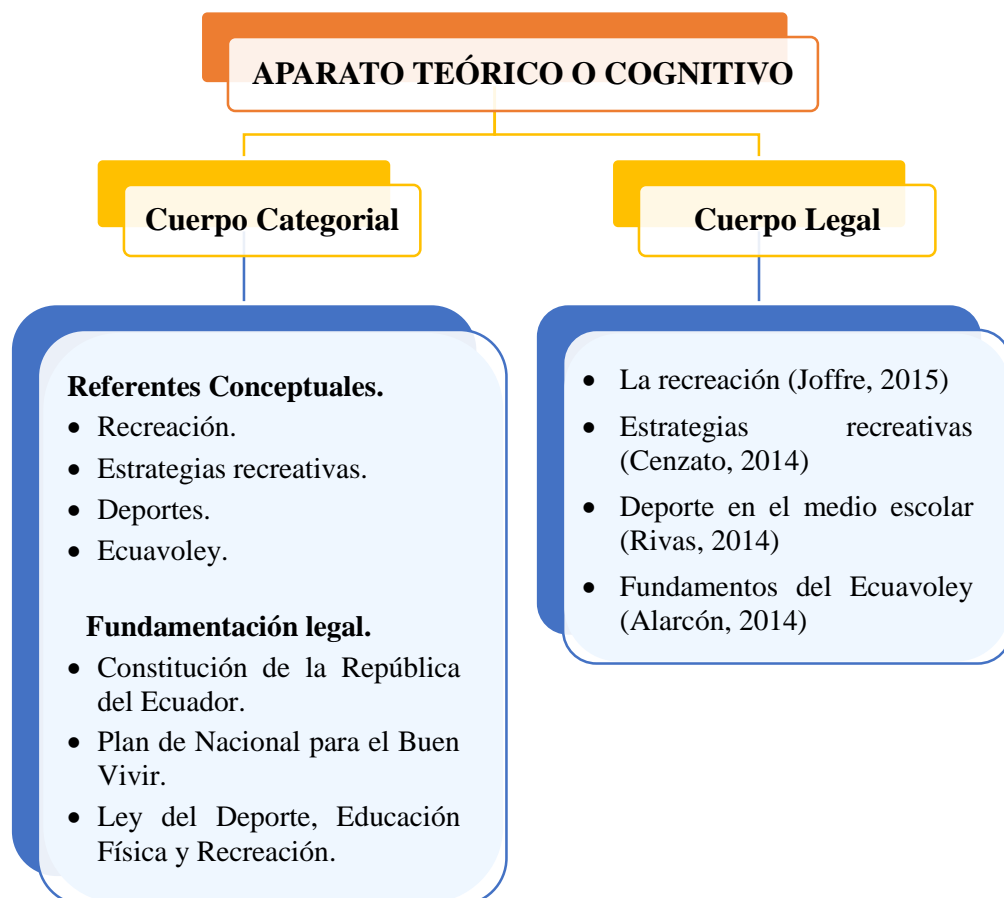 APARATO TEÓRICO O COGNITIVO
Cuerpo Categorial
Cuerpo Legal
Referentes Conceptuales.
• Recreación.
• Estrategias recreativas.
• Deportes.
• Ecuavoley.
Fundamentación legal.
• Constitución de la República
del Ecuador.
• Plan de Nacional para el Buen
Vivir.
• Ley del Deporte, Educación
Física y Recreación.
• La recreación (Joffre, 2015)
• Estrategias recreativas
(Cenzato, 2014)
• Deporte en el medio escolar
(Rivas, 2014)
• Fundamentos del Ecuavoley
(Alarcón, 2014)